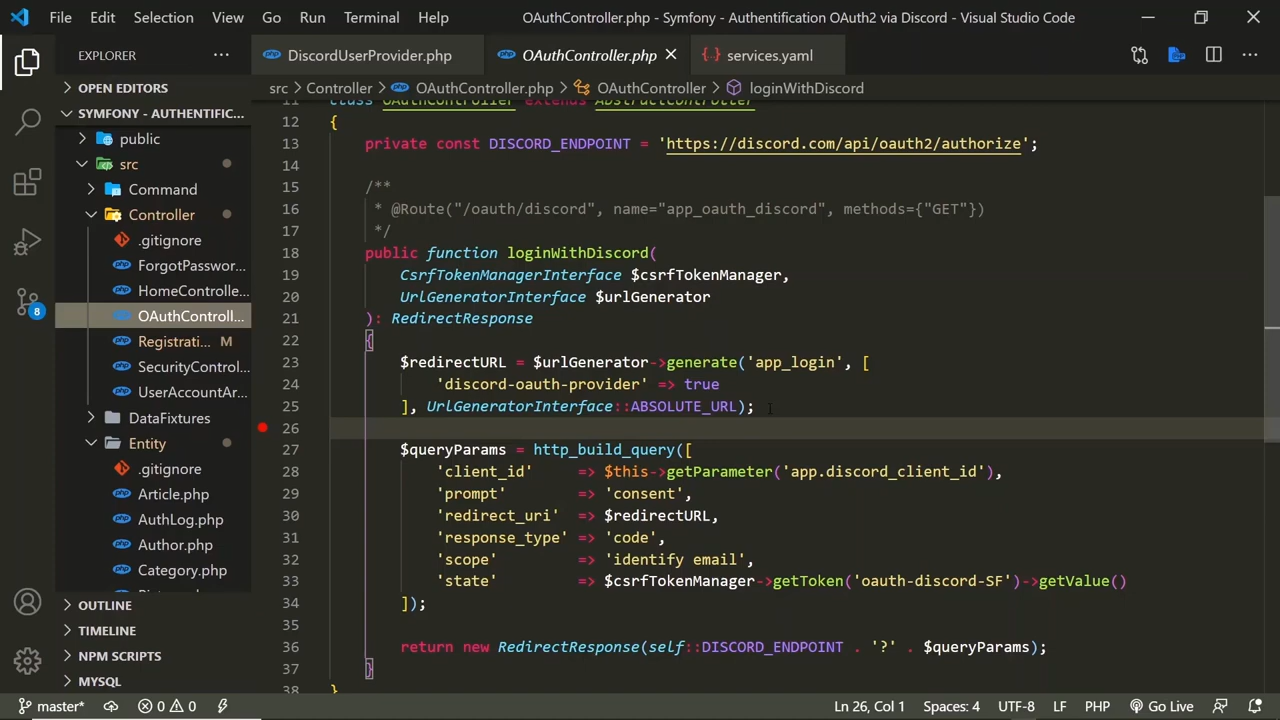 File Edit Selection View Go Run Terminal Help OAuthController.php - Symfony - Authentification OAuth2 via Discord - Visual Studio Code
EXPLORER ... DiscordUserProvider.php OAuthController.php services.yaml ...
OPEN EDITORS
SYMFONY - AUTHENTIFIC...
public
src
Command
Controller
.gitignore
ForgotPasswor...
HomeControlle...
OAuthControll...
Registrati... M
SecurityControl...
UserAccountAr...
DataFixtures
Entity
.gitignore
Article.php
AuthLog.php
Author.php
Category.php
OUTLINE
TIMELINE
NPM SCRIPTS
MYSQL
8
src > Controller > OAuthController.php > OAuthController > loginWithDiscord
11 class OAuthController extends AbstractController
12 {
13 private const DISCORD_ENDPOINT = 'https://discord.com/api/oauth2/authorize';
14
15 /**
16 * @Route("/oauth/discord", name="app_oauth_discord", methods={"GET"})
17 */
18 public function loginWithDiscord(
19 CsrfTokenManagerInterface $csrfTokenManager,
20 UrlGeneratorInterface $urlGenerator
21 ): RedirectResponse
22 {
23 $redirectURL = $urlGenerator->generate('app_login', [
24 'discord-oauth-provider' => true
25 ], UrlGeneratorInterface::ABSOLUTE_URL);
26
27 $queryParams = http_build_query([
28 'client_id' => $this->getParameter('app.discord_client_id'),
29 'prompt' => 'consent',
30 'redirect_uri' => $redirectURL,
31 'response_type' => 'code',
32 'scope' => 'identify email',
33 'state' => $csrfTokenManager->getToken('oauth-discord-SF')->getValue()
34 ]);
35
36 return new RedirectResponse(self::DISCORD_ENDPOINT . '?' . $queryParams);
37 }
38 }
master* 0 0 Ln 26, Col 1 Spaces: 4 UTF-8 LF PHP Go Live